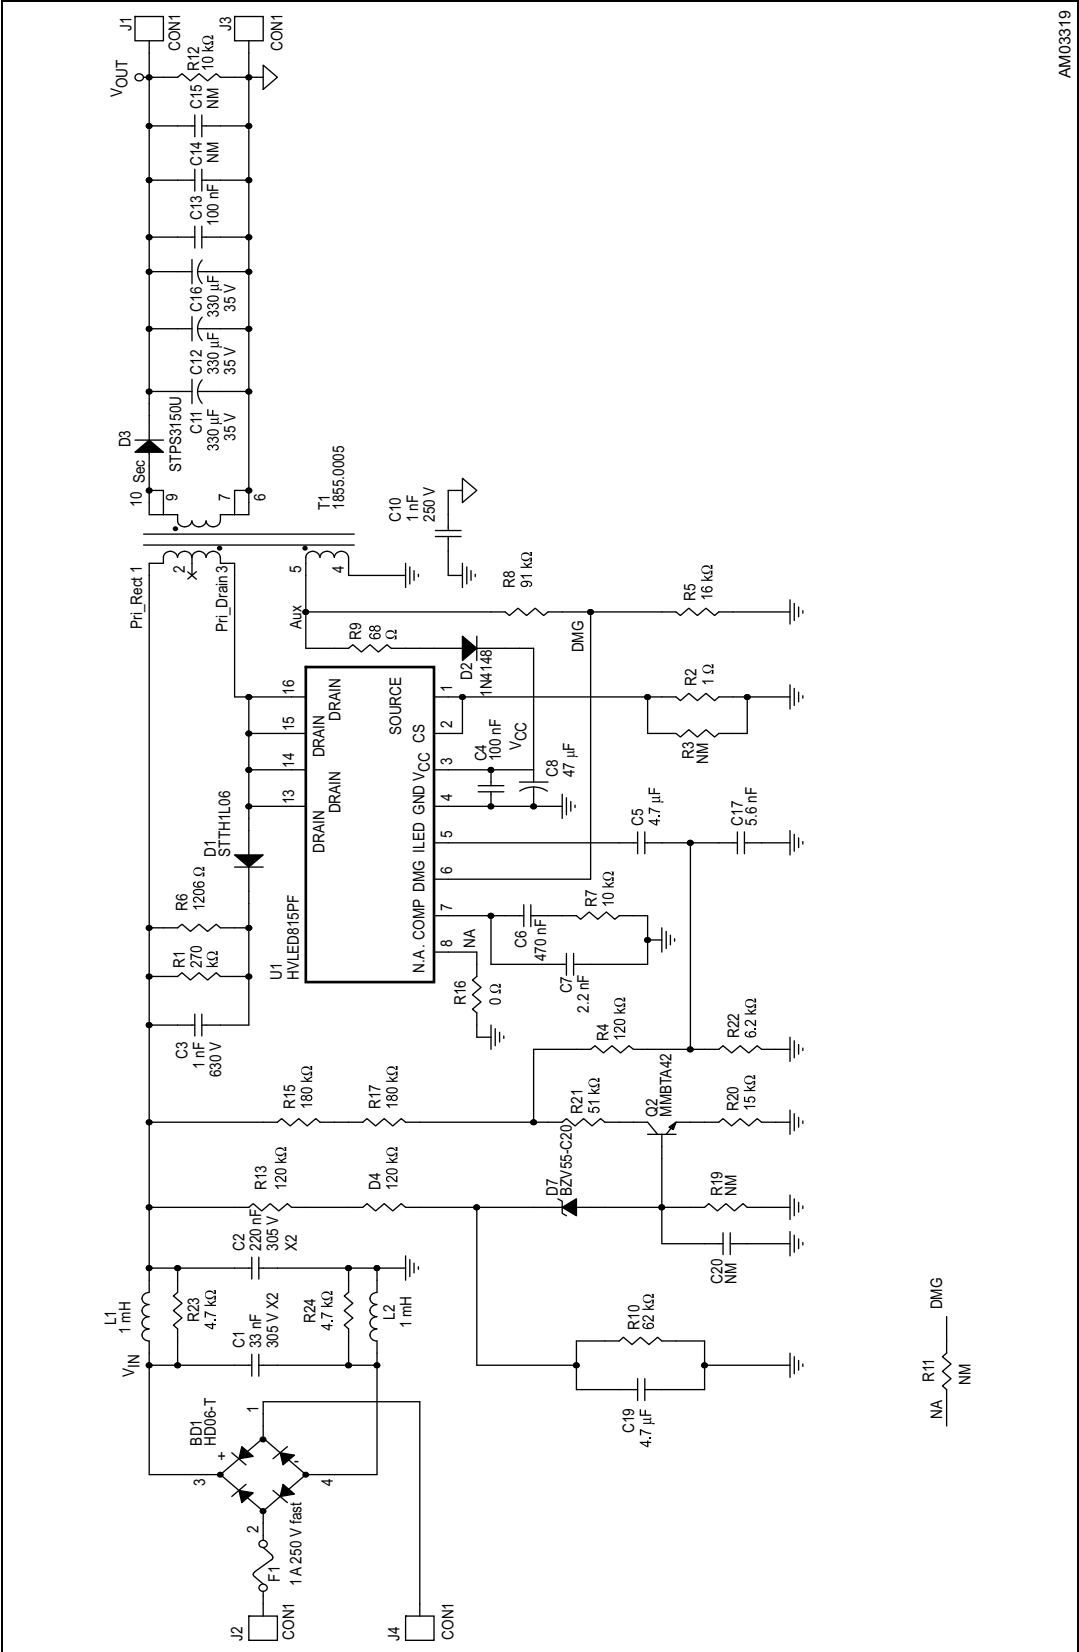 J2
CON1
F1
1 A 250 V fast
2
BD1
HD06-T
3
+
1
-
4
J4
CON1
VIN
L1
1 mH
R23
4.7 kΩ
C1
33 nF
305 V X2
R24
4.7 kΩ
L2
1 mH
C2
220 nF
305 V
X2
R13
120 kΩ
D4
120 kΩ
C19
4.7 µF
R10
62 kΩ
D7
BZV55-C20
C20
NM
R19
NM
R15
180 kΩ
R17
180 kΩ
R21
51 kΩ
Q2
MMBTA42
R20
15 kΩ
R4
120 kΩ
R22
6.2 kΩ
C3
1 nF
630 V
R1
270
kΩ
R6
1206 Ω
D1
STTH1L06
U1
HVLED815PF
13
14
15
16
DRAIN
DRAIN
DRAIN
DRAIN
N.A.
COMP
DMG
ILED
GND
VCC
CS
SOURCE
8
7
6
5
4
3
2
1
NA
R16
0 Ω
C7
2.2 nF
C6
470 nF
R7
10 kΩ
C5
4.7 µF
C17
5.6 nF
C4
100 nF
VCC
C8
47 µF
R3
NM
R2
1 Ω
D2
1N4148
R9
68
Ω
DMG
R8
91 kΩ
R5
16 kΩ
Aux
Pri_Rect 1
2
Pri_Drain 3
5
4
T1
1855.0005
C10
1 nF
250 V
10
Sec
9
7
6
D3
STPS3150U
C11
330 µF
35 V
C12
330 µF
35 V
C16
330 µF
35 V
C13
100 nF
C14
NM
C15
NM
R12
10 kΩ
VOUT
J1
CON1
J3
CON1
NA
R11
NM
DMG
AM03319